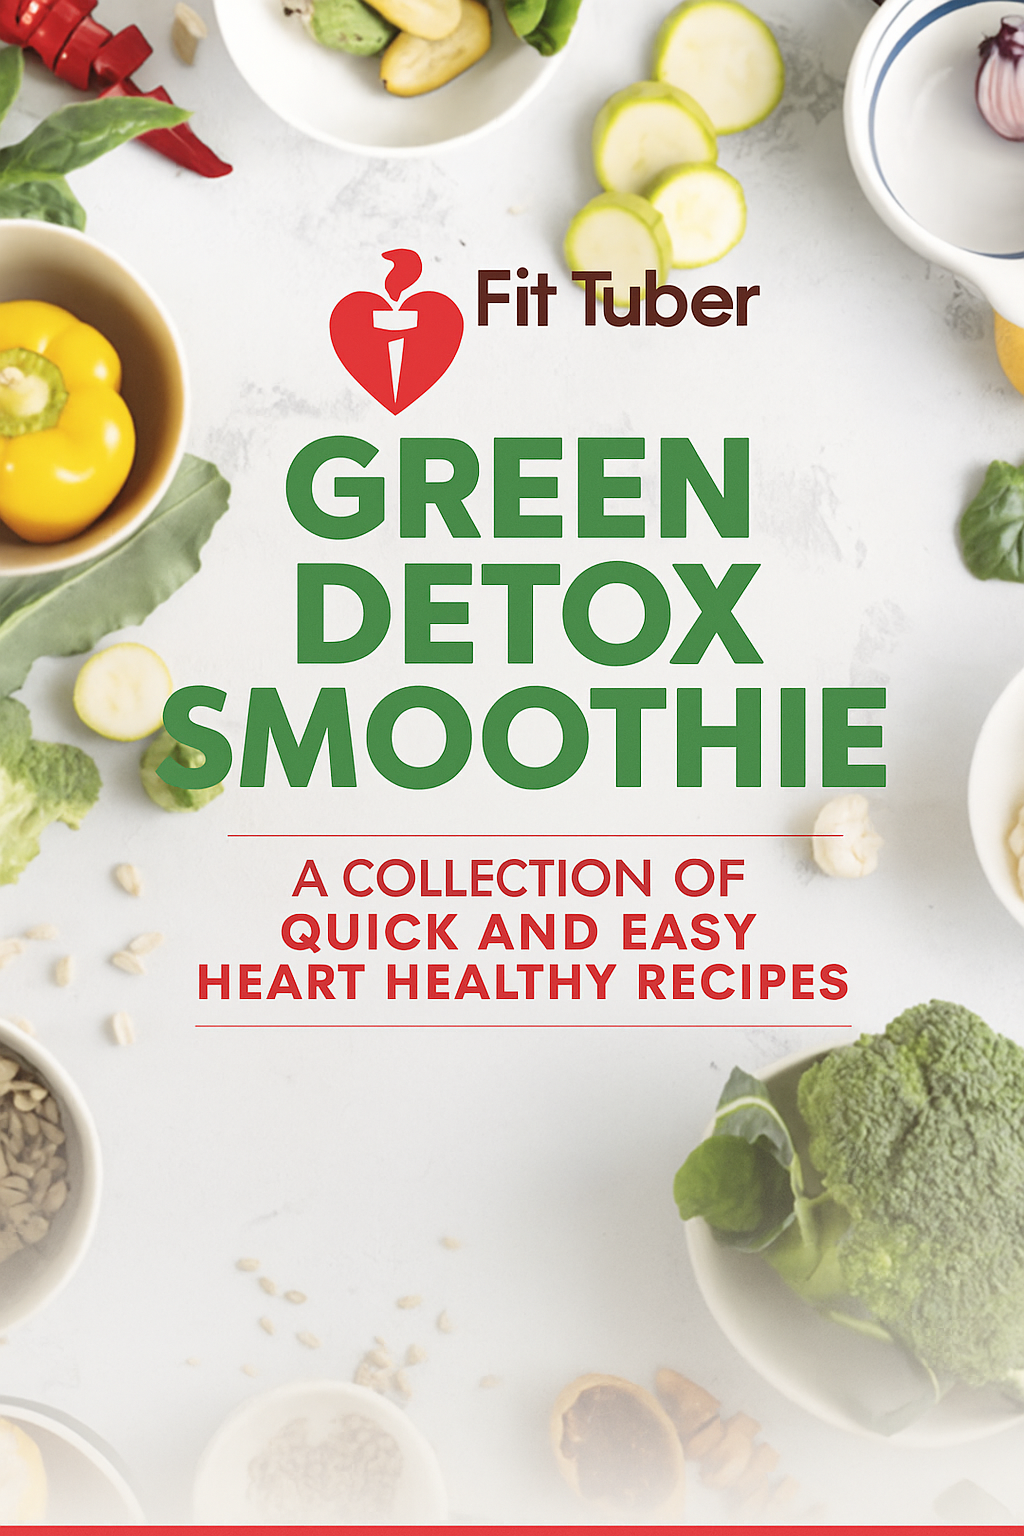 Fit Tuber
GREEN
DETOX
SMOOTHIE
A COLLECTION OF
QUICK AND EASY
HEART HEALTHY RECIPES